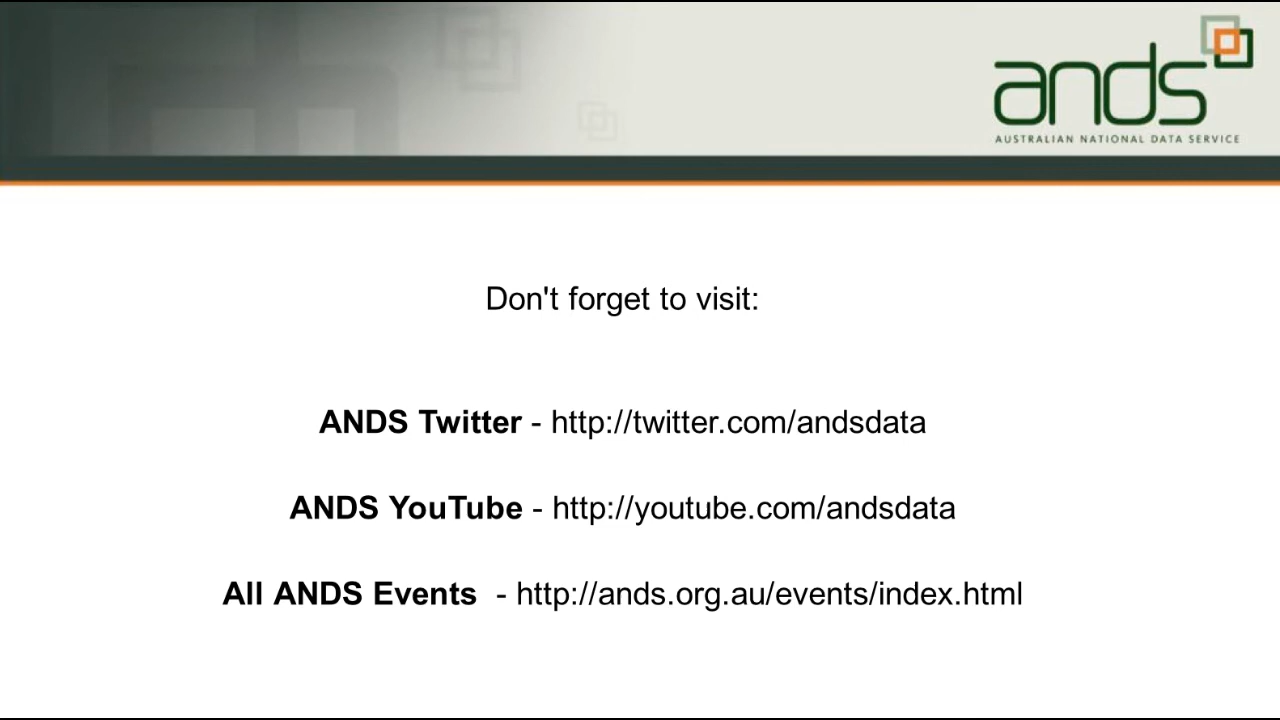 ands
AUSTRALIAN NATIONAL DATA SERVICE
Don't forget to visit:
ANDS Twitter - http://twitter.com/andsdata
ANDS YouTube - http://youtube.com/andsdata
All ANDS Events - http://ands.org.au/events/index.html